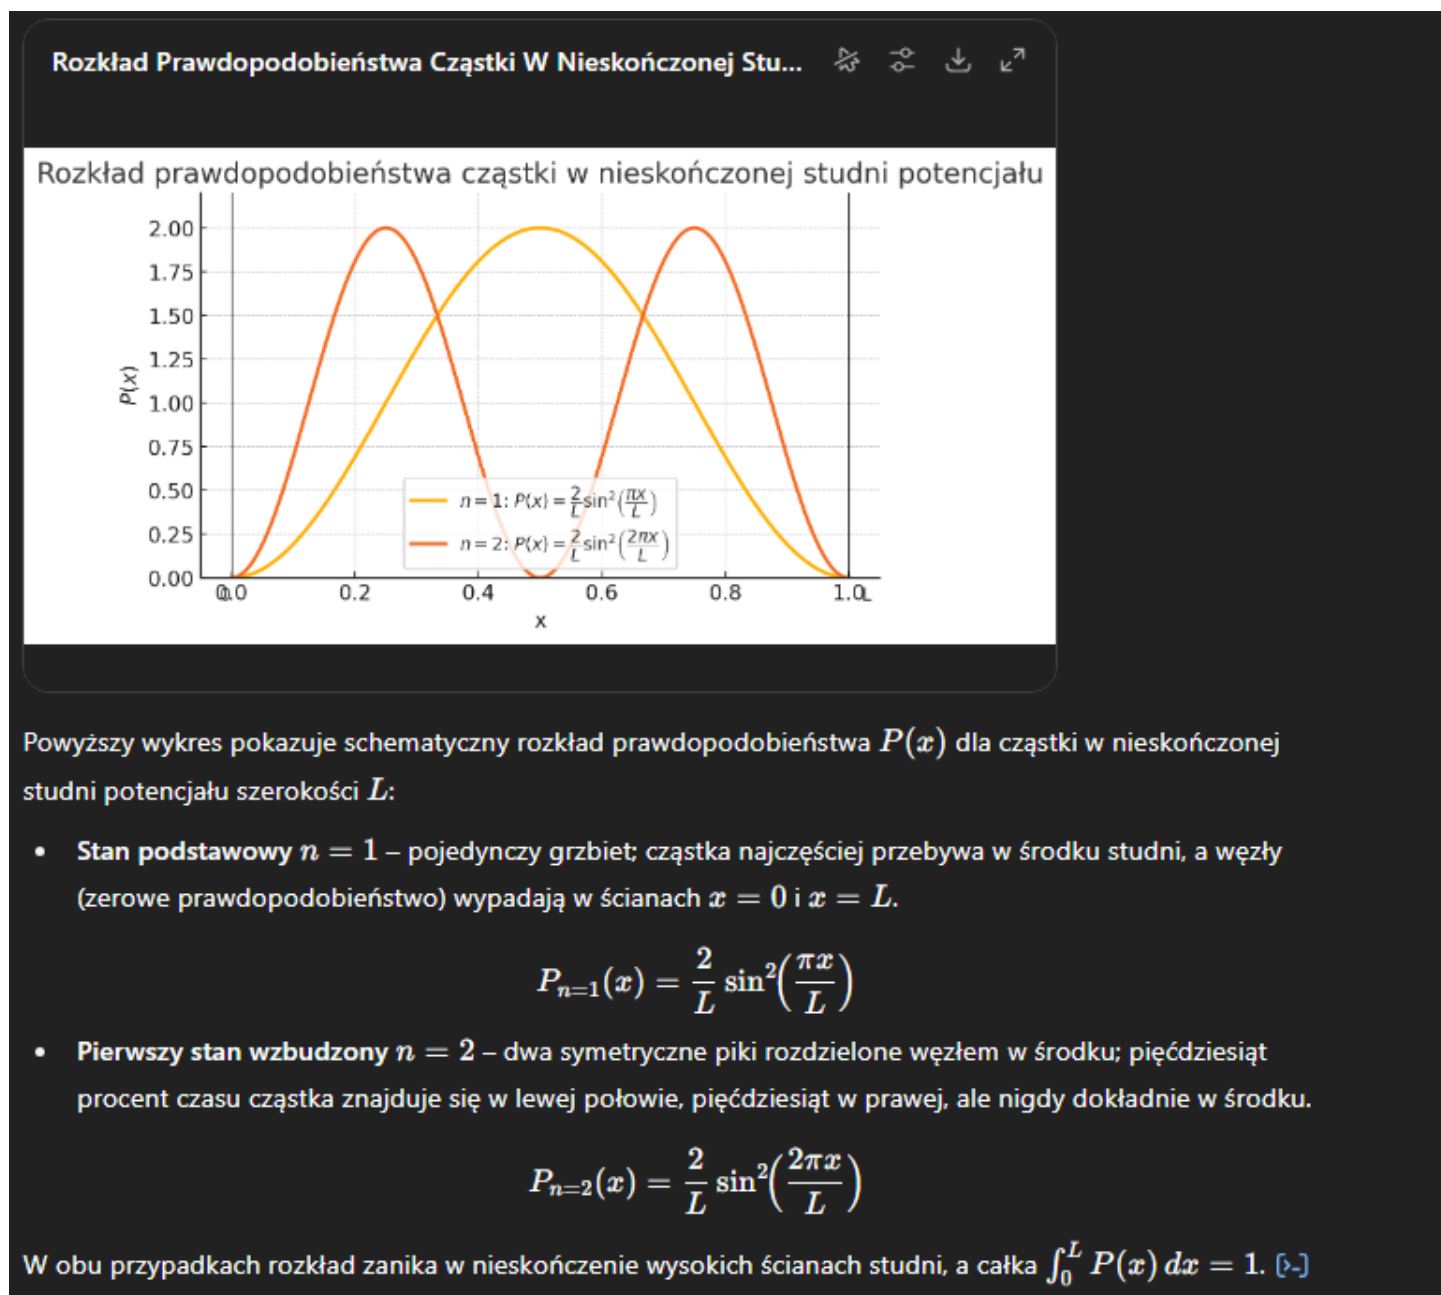 Rozkład Prawdopodobieństwa Cząstki W Nieskończonej Stu...
Rozkład prawdopodobieństwa cząstki w nieskończonej studni potencjału
2.00
1.75
1.50
1.25
1.00
0.75
0.50
0.25
0.00
P(x)
n = 1: P(x) = 2/L sin²(πx/L)
n = 2: P(x) = 2/L sin²(2πx/L)
0 0.0 0.2 0.4 0.6 0.8 1.0 L
x
Powyższy wykres pokazuje schematyczny rozkład prawdopodobieństwa P(x) dla cząstki w nieskończonej
studni potencjału szerokości L:
• Stan podstawowy n = 1 – pojedynczy grzbiet; cząstka najczęściej przebywa w środku studni, a węzły
(zerowe prawdopodobieństwo) wypadają w ścianach x = 0 i x = L.
Pₙ₌₁(x) = 2/L sin²(πx/L)
• Pierwszy stan wzbudzony n = 2 – dwa symetryczne piki rozdzielone węzłem w środku; pięćdziesiąt
procent czasu cząstka znajduje się w lewej połowie, pięćdziesiąt w prawej, ale nigdy dokładnie w środku.
Pₙ₌₂(x) = 2/L sin²(2πx/L)
W obu przypadkach rozkład zanika w nieskończenie wysokich ścianach studni, a całka ∫₀ᴸ P(x) dx = 1. [>-]